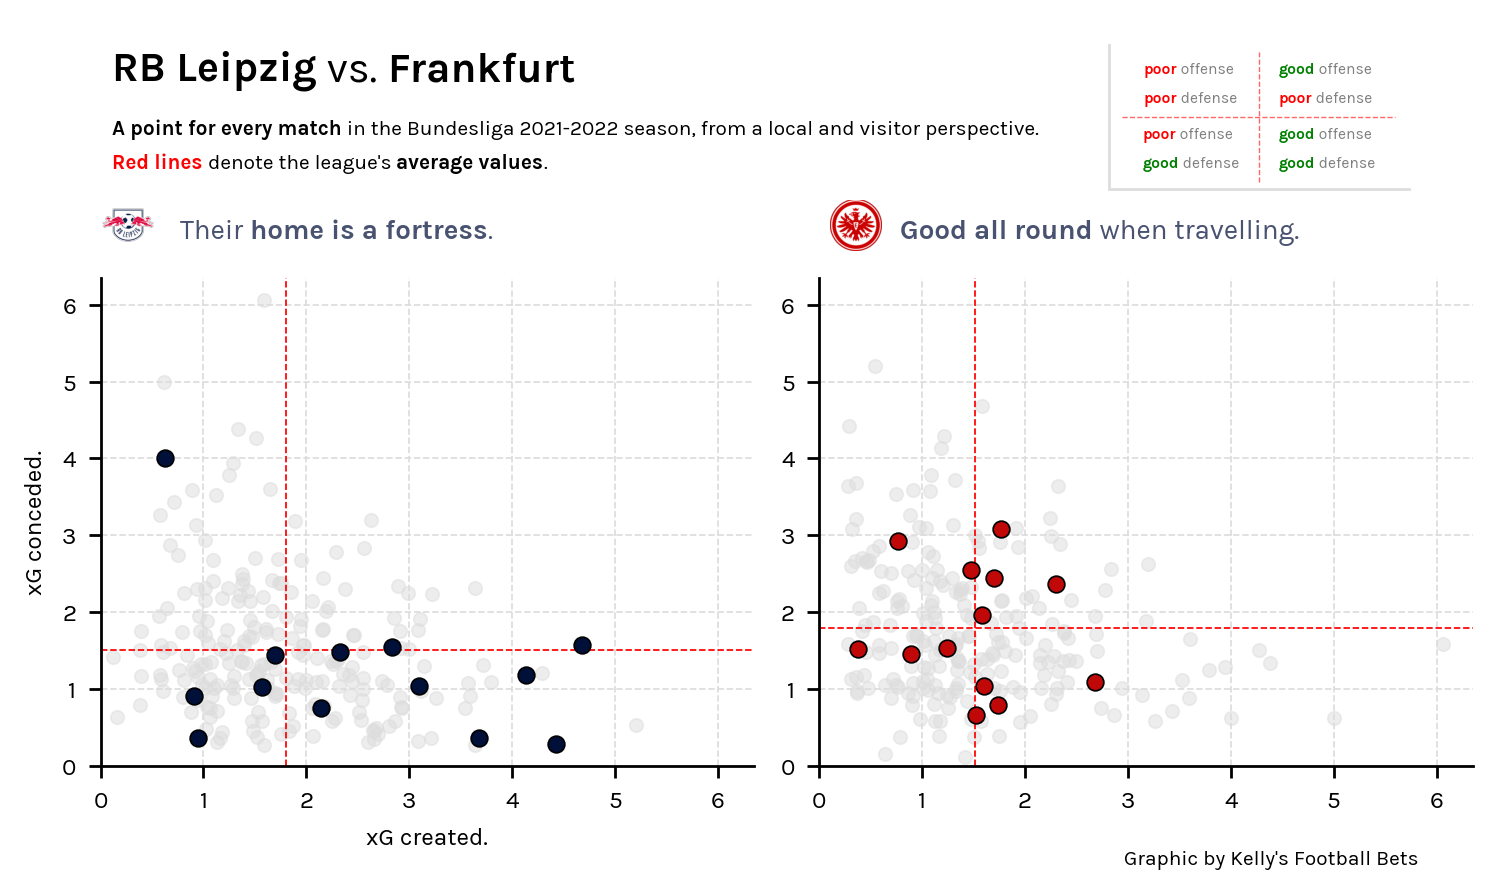 RB Leipzig vs. Frankfurt
A point for every match in the Bundesliga 2021-2022 season, from a local and visitor perspective.
Red lines denote the league's average values.
poor offense
poor defense
good offense
poor defense
poor offense
good defense
good offense
good defense
RB LEIPZIG
Their home is a fortress.
Good all round when travelling.
xG conceded.
6
5
4
3
2
1
0
0 1 2 3 4 5 6
xG created.
6
5
4
3
2
1
0
0 1 2 3 4 5 6
Graphic by Kelly's Football Bets